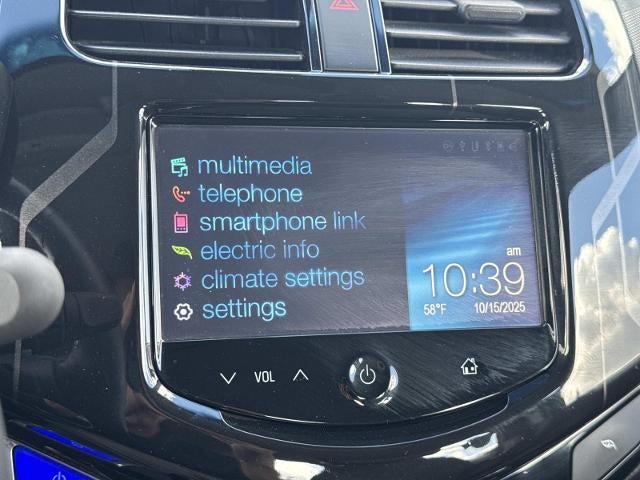 multimedia
telephone
smartphone link
electric info
climate settings
settings
am
10:39
58°F 10/15/2025
VOL